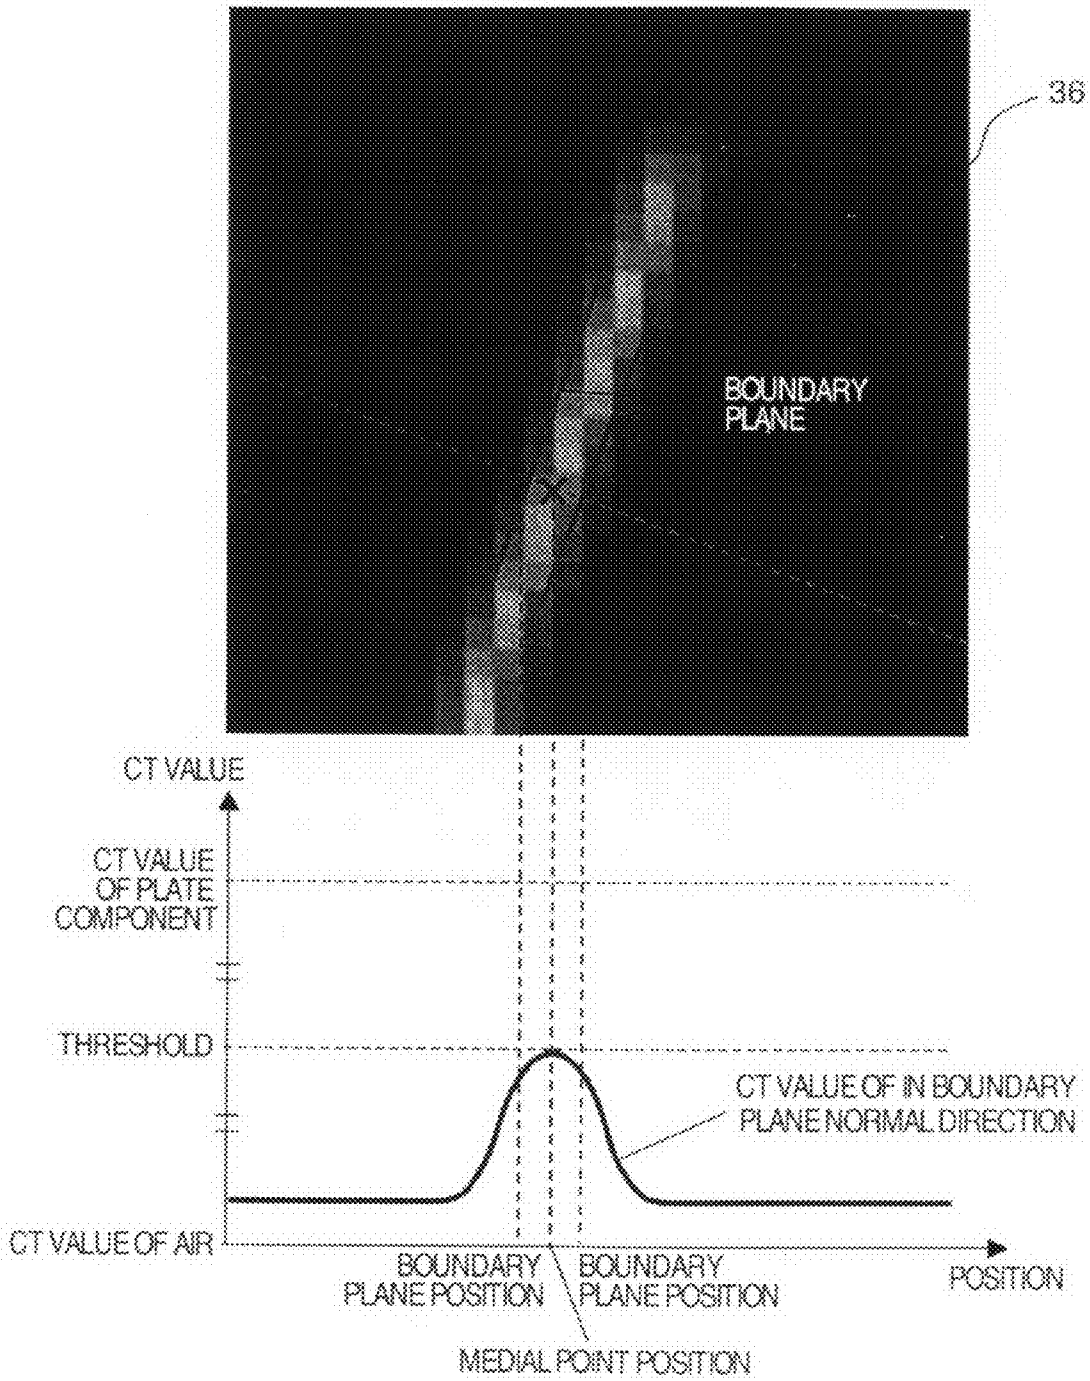 36
BOUNDARY
PLANE
CT VALUE
CT VALUE
OF PLATE
COMPONENT
THRESHOLD
CT VALUE OF IN BOUNDARY
PLANE NORMAL DIRECTION
CT VALUE OF AIR
BOUNDARY
PLANE POSITION
BOUNDARY
PLANE POSITION
POSITION
MEDIAL POINT POSITION